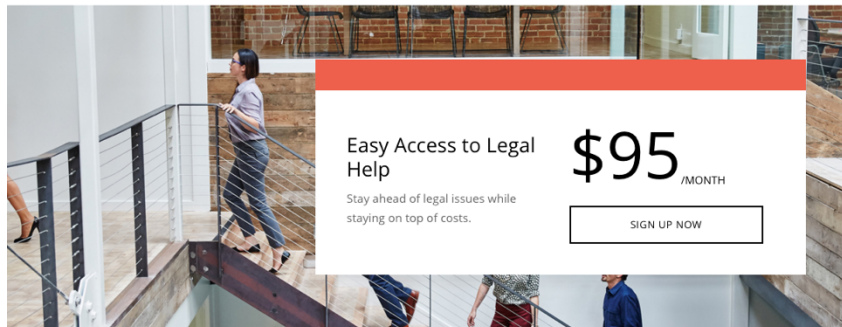 Easy Access to Legal
Help
Stay ahead of legal issues while
staying on top of costs.
$95/MONTH
SIGN UP NOW